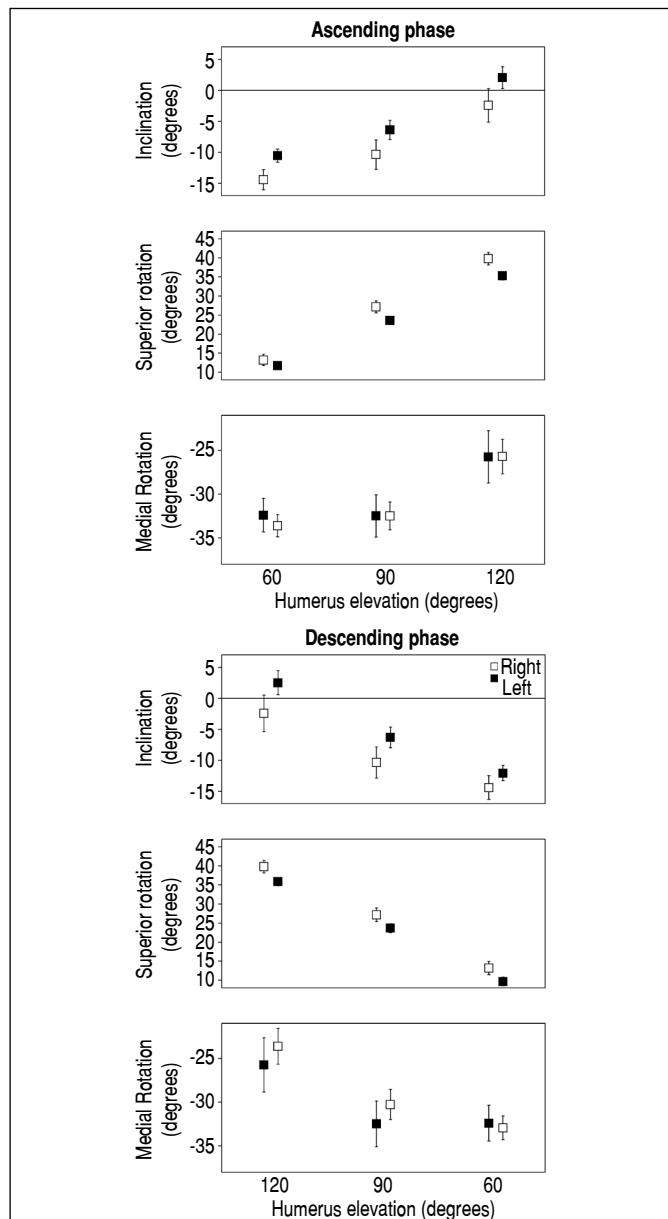 Ascending phase
Inclination
(degrees)
5
0
-5
-10
-15
Superior rotation
(degrees)
45
40
35
30
25
20
15
10
Medial Rotation
(degrees)
-25
-30
-35
60 90 120
Humerus elevation (degrees)
Descending phase
Right
Left
Inclination
(degrees)
5
0
-5
-10
-15
Superior rotation
(degrees)
45
40
35
30
25
20
15
10
Medial Rotation
(degrees)
-25
-30
-35
120 90 60
Humerus elevation (degrees)